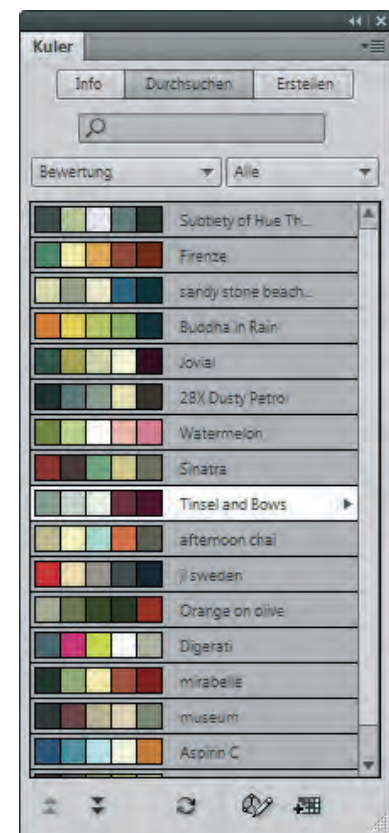 Kuler
Info Durchsuchen Erstellen
Bewertung Alle
Subtlety of Hue Th...
Firenze
sandy stone beach...
Buddha in Rain
Jovial
28X Dusty Petrol
Watermelon
Sinatra
Tinsel and Bows
afternoon chai
jl sweden
Orange on olive
Digerati
mirabelle
museum
Aspirin C